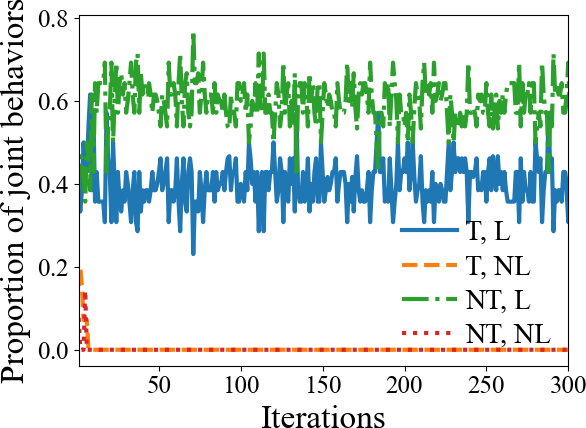 Proportion of joint behaviors
0.8
0.6
0.4
0.2
0.0
T, L
T, NL
NT, L
NT, NL
50 100 150 200 250 300
Iterations